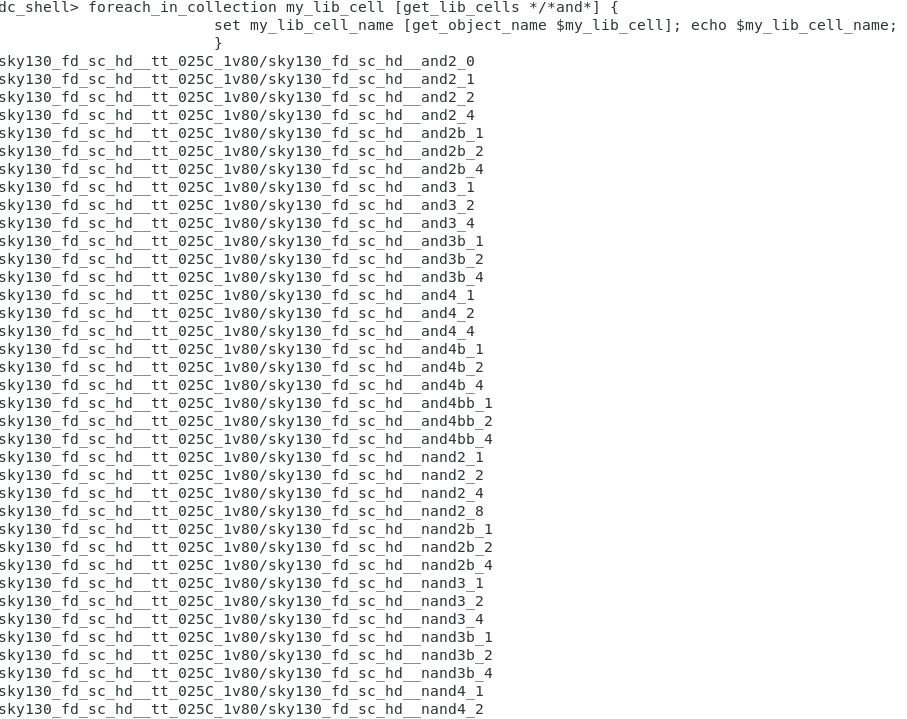 dc_shell> foreach_in_collection my_lib_cell [get_lib_cells */*and*] {
set my_lib_cell_name [get_object_name $my_lib_cell]; echo $my_lib_cell_name;
}
sky130_fd_sc_hd__tt_025C_1v80/sky130_fd_sc_hd__and2_0
sky130_fd_sc_hd__tt_025C_1v80/sky130_fd_sc_hd__and2_1
sky130_fd_sc_hd__tt_025C_1v80/sky130_fd_sc_hd__and2_2
sky130_fd_sc_hd__tt_025C_1v80/sky130_fd_sc_hd__and2_4
sky130_fd_sc_hd__tt_025C_1v80/sky130_fd_sc_hd__and2b_1
sky130_fd_sc_hd__tt_025C_1v80/sky130_fd_sc_hd__and2b_2
sky130_fd_sc_hd__tt_025C_1v80/sky130_fd_sc_hd__and2b_4
sky130_fd_sc_hd__tt_025C_1v80/sky130_fd_sc_hd__and3_1
sky130_fd_sc_hd__tt_025C_1v80/sky130_fd_sc_hd__and3_2
sky130_fd_sc_hd__tt_025C_1v80/sky130_fd_sc_hd__and3_4
sky130_fd_sc_hd__tt_025C_1v80/sky130_fd_sc_hd__and3b_1
sky130_fd_sc_hd__tt_025C_1v80/sky130_fd_sc_hd__and3b_2
sky130_fd_sc_hd__tt_025C_1v80/sky130_fd_sc_hd__and3b_4
sky130_fd_sc_hd__tt_025C_1v80/sky130_fd_sc_hd__and4_1
sky130_fd_sc_hd__tt_025C_1v80/sky130_fd_sc_hd__and4_2
sky130_fd_sc_hd__tt_025C_1v80/sky130_fd_sc_hd__and4_4
sky130_fd_sc_hd__tt_025C_1v80/sky130_fd_sc_hd__and4b_1
sky130_fd_sc_hd__tt_025C_1v80/sky130_fd_sc_hd__and4b_2
sky130_fd_sc_hd__tt_025C_1v80/sky130_fd_sc_hd__and4b_4
sky130_fd_sc_hd__tt_025C_1v80/sky130_fd_sc_hd__and4bb_1
sky130_fd_sc_hd__tt_025C_1v80/sky130_fd_sc_hd__and4bb_2
sky130_fd_sc_hd__tt_025C_1v80/sky130_fd_sc_hd__and4bb_4
sky130_fd_sc_hd__tt_025C_1v80/sky130_fd_sc_hd__nand2_1
sky130_fd_sc_hd__tt_025C_1v80/sky130_fd_sc_hd__nand2_2
sky130_fd_sc_hd__tt_025C_1v80/sky130_fd_sc_hd__nand2_4
sky130_fd_sc_hd__tt_025C_1v80/sky130_fd_sc_hd__nand2_8
sky130_fd_sc_hd__tt_025C_1v80/sky130_fd_sc_hd__nand2b_1
sky130_fd_sc_hd__tt_025C_1v80/sky130_fd_sc_hd__nand2b_2
sky130_fd_sc_hd__tt_025C_1v80/sky130_fd_sc_hd__nand2b_4
sky130_fd_sc_hd__tt_025C_1v80/sky130_fd_sc_hd__nand3_1
sky130_fd_sc_hd__tt_025C_1v80/sky130_fd_sc_hd__nand3_2
sky130_fd_sc_hd__tt_025C_1v80/sky130_fd_sc_hd__nand3_4
sky130_fd_sc_hd__tt_025C_1v80/sky130_fd_sc_hd__nand3b_1
sky130_fd_sc_hd__tt_025C_1v80/sky130_fd_sc_hd__nand3b_2
sky130_fd_sc_hd__tt_025C_1v80/sky130_fd_sc_hd__nand3b_4
sky130_fd_sc_hd__tt_025C_1v80/sky130_fd_sc_hd__nand4_1
sky130_fd_sc_hd__tt_025C_1v80/sky130_fd_sc_hd__nand4_2